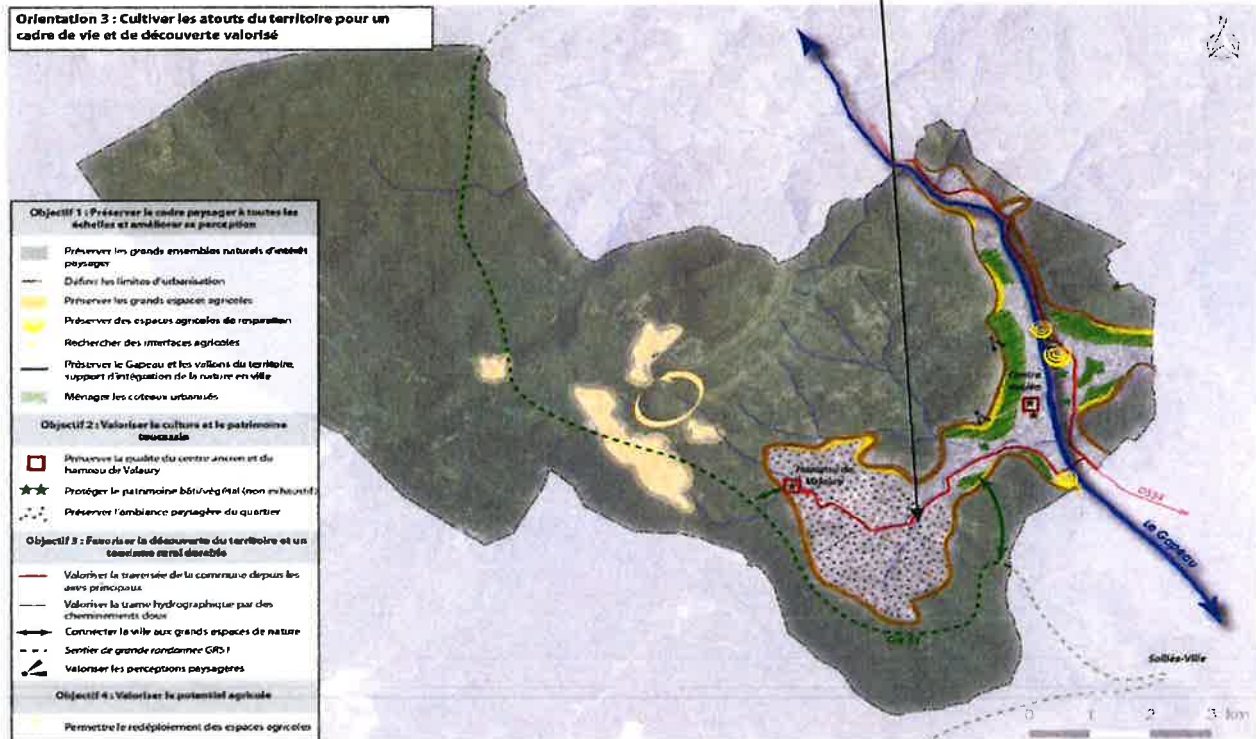 Orientation 3 : Cultiver les atouts du territoire pour un
cadre de vie et de découverte valorisé
Objectif 1 : Préserver le cadre paysager à toutes les
échelles et améliorer sa perception
Préserver les grands ensembles naturels d'intérêt
paysager
Définir les limites d'urbanisation
Préserver les grands espaces agricoles
Préserver des espaces agricoles de respiration
Rechercher des interfaces agricoles
Préserver le Gapeau et les vallons du territoire,
support d'intégration de la nature en ville
Ménager les coteaux urbanisés
Objectif 2 : Valoriser la culture et le patrimoine
toucasain
Préserver la qualité du centre ancien et du
hameau de Valaury
Protéger le patrimoine bâti/végétal (non exhaustif)
Préserver l'ambiance paysagère du quartier
Objectif 3 : Favoriser la découverte du territoire et un
tourisme rural durable
Valoriser la traversée de la commune depuis les
axes principaux
Valoriser la trame hydrographique par des
cheminements doux
Connecter la ville aux grands espaces de nature
Sentier de grande randonnée GR51
Valoriser les perceptions paysagères
Objectif 4 : Valoriser le potentiel agricole
Permettre le redéploiement des espaces agricoles
Centre
Hameau de
Valaury
D554
Le Gapeau
GR51
Solliès-Ville
0 1 2 3 km